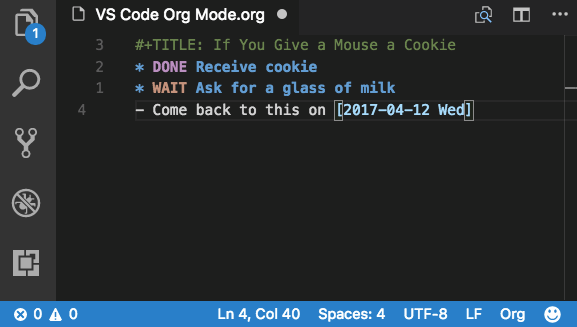 VS Code Org Mode.org
1
3 #+TITLE: If You Give a Mouse a Cookie
2 * DONE Receive cookie
1 * WAIT Ask for a glass of milk
4 - Come back to this on [2017-04-12 Wed]
0 0 Ln 4, Col 40 Spaces: 4 UTF-8 LF Org